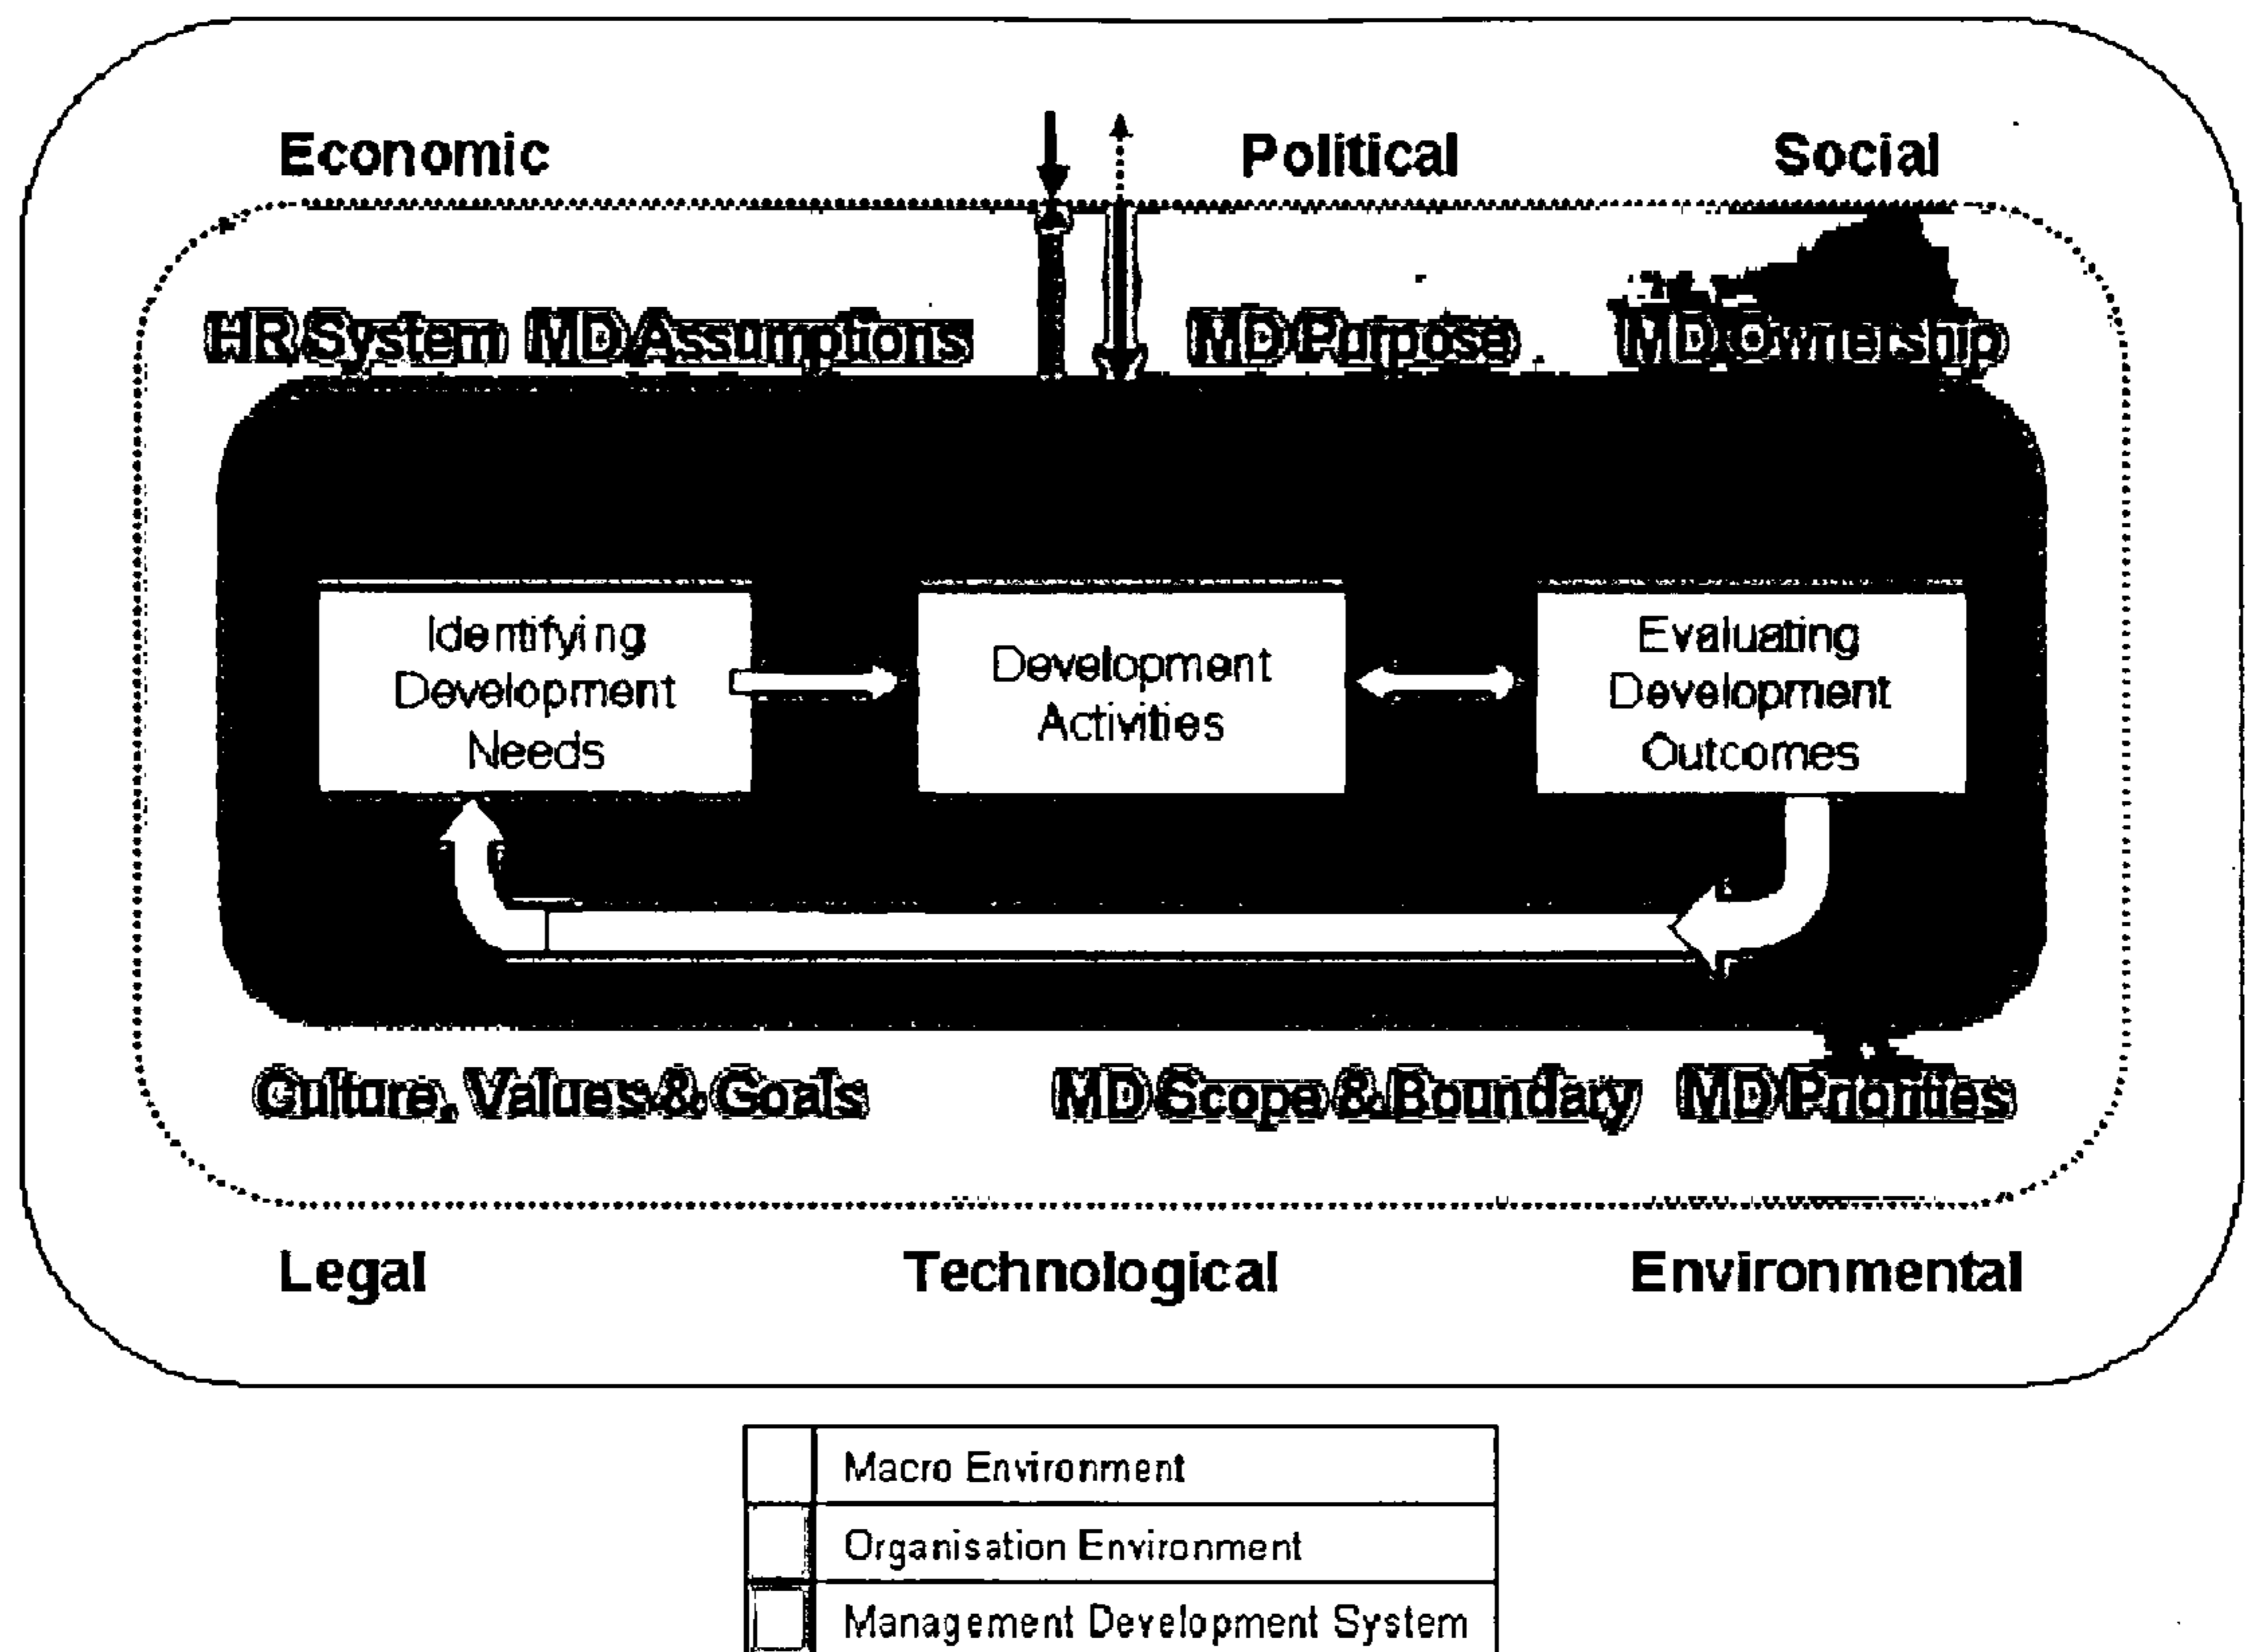 Economic Political Social
HR System MD Assumptions MD Purpose MD Ownership
Identifying
Development
Needs
Development
Activities
Evaluating
Development
Outcomes
Culture, Values & Goals MD Scope & Boundary MD Priorities
Legal Technological Environmental
Macro Environment
Organisation Environment
Management Development System